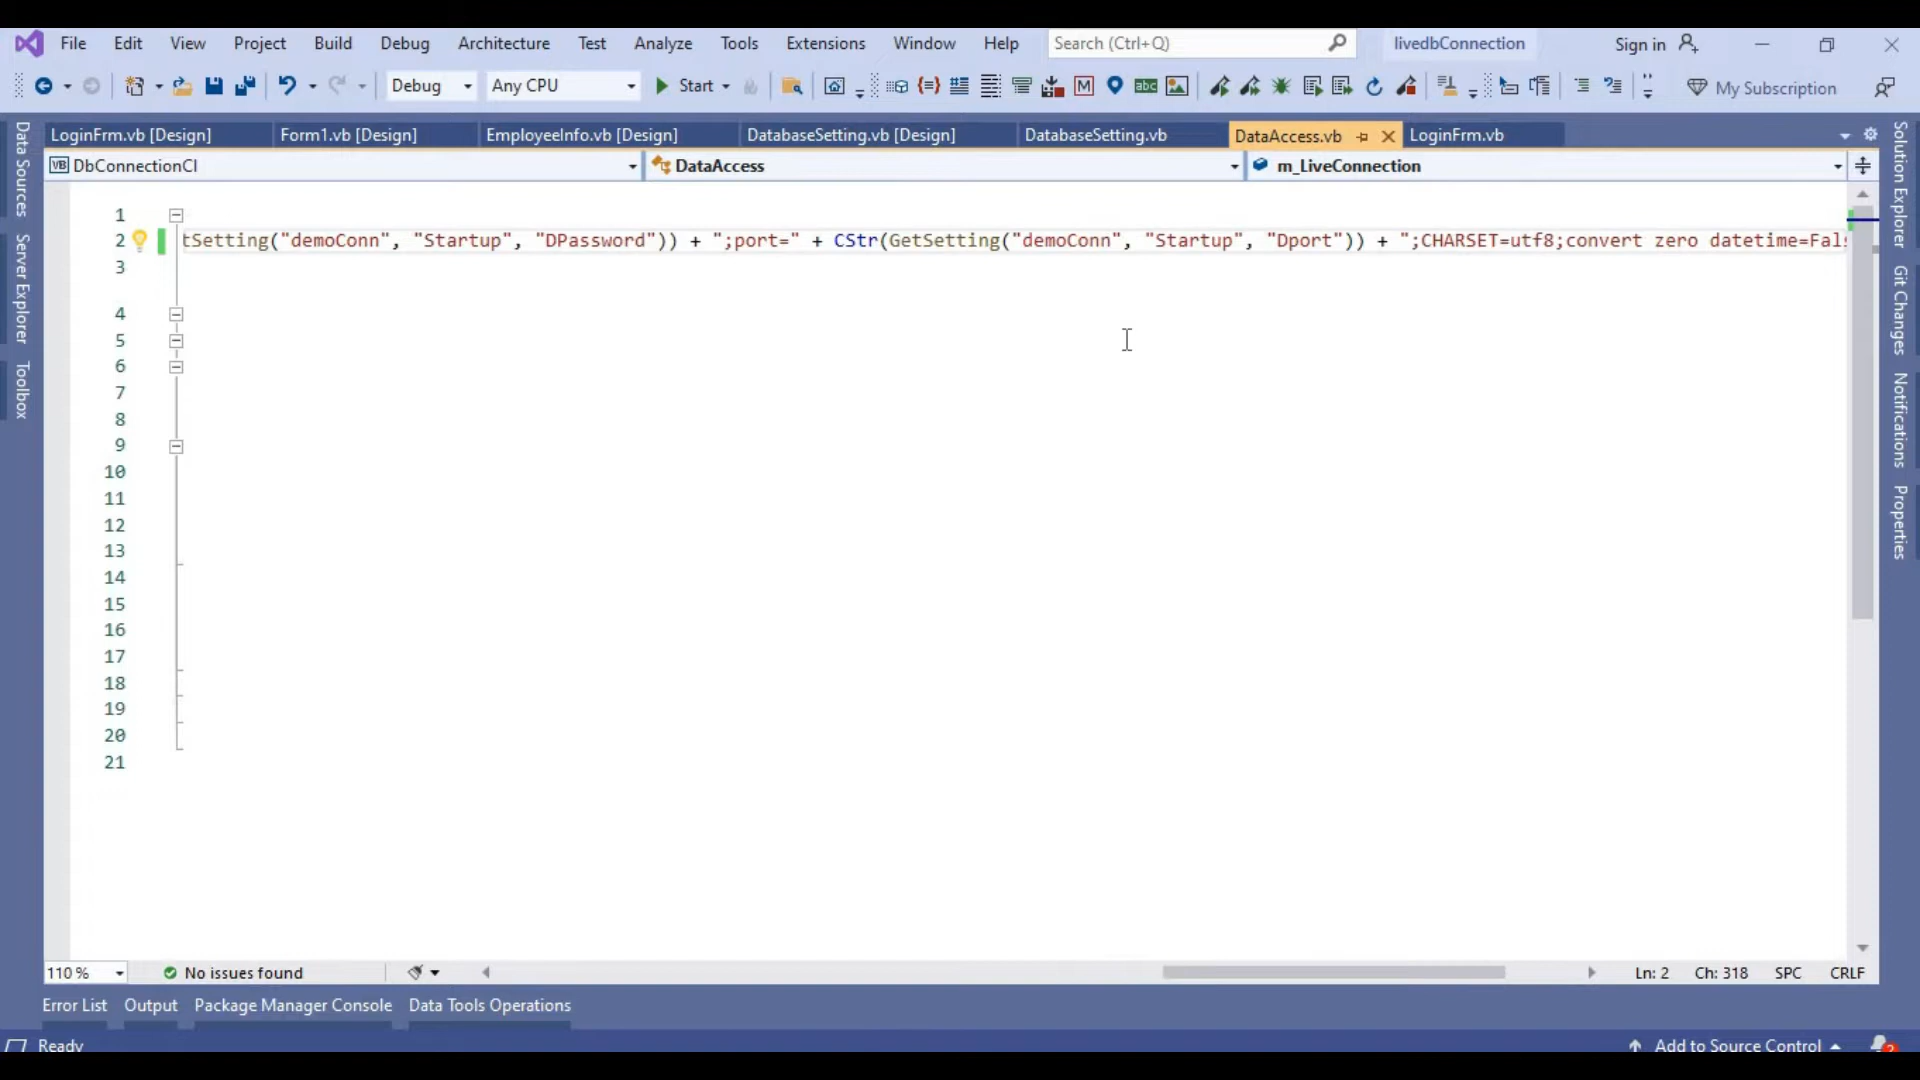 File Edit View Project Build Debug Architecture Test Analyze Tools Extensions Window Help Search (Ctrl+Q) livedbConnection Sign in
Debug Any CPU Start My Subscription
LoginFrm.vb [Design] Form1.vb [Design] EmployeeInfo.vb [Design] DatabaseSetting.vb [Design] DatabaseSetting.vb DataAccess.vb LoginFrm.vb
VB DbConnectionCl DataAccess m_LiveConnection
Data Sources
Server Explorer
Toolbox
1
2 tSetting("demoConn", "Startup", "DPassword")) + ";port=" + CStr(GetSetting("demoConn", "Startup", "Dport")) + ";CHARSET=utf8;convert zero datetime=Fals
3
4
5
6
7
8
9
10
11
12
13
14
15
16
17
18
19
20
21
Solution Explorer
Git Changes
Notifications
Properties
110 % No issues found Ln: 2 Ch: 318 SPC CRLF
Error List Output Package Manager Console Data Tools Operations
Ready Add to Source Control 2